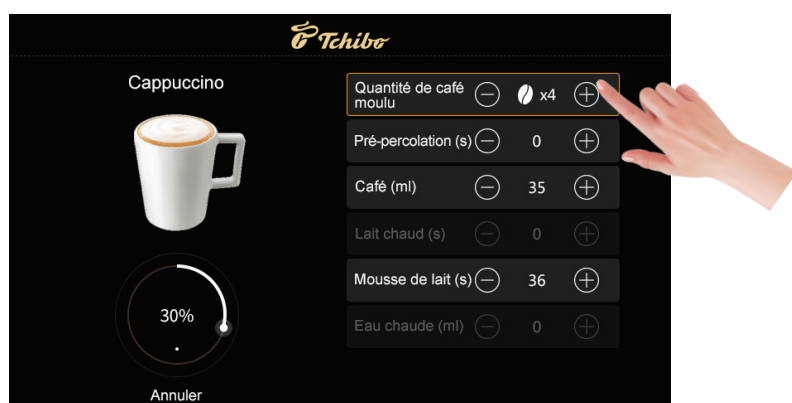 Tchibo
Cappuccino
Quantité de café
moulu
x4
Pré-percolation (s)
0
Café (ml)
35
Lait chaud (s)
0
Mousse de lait (s)
36
Eau chaude (ml)
0
30%
Annuler